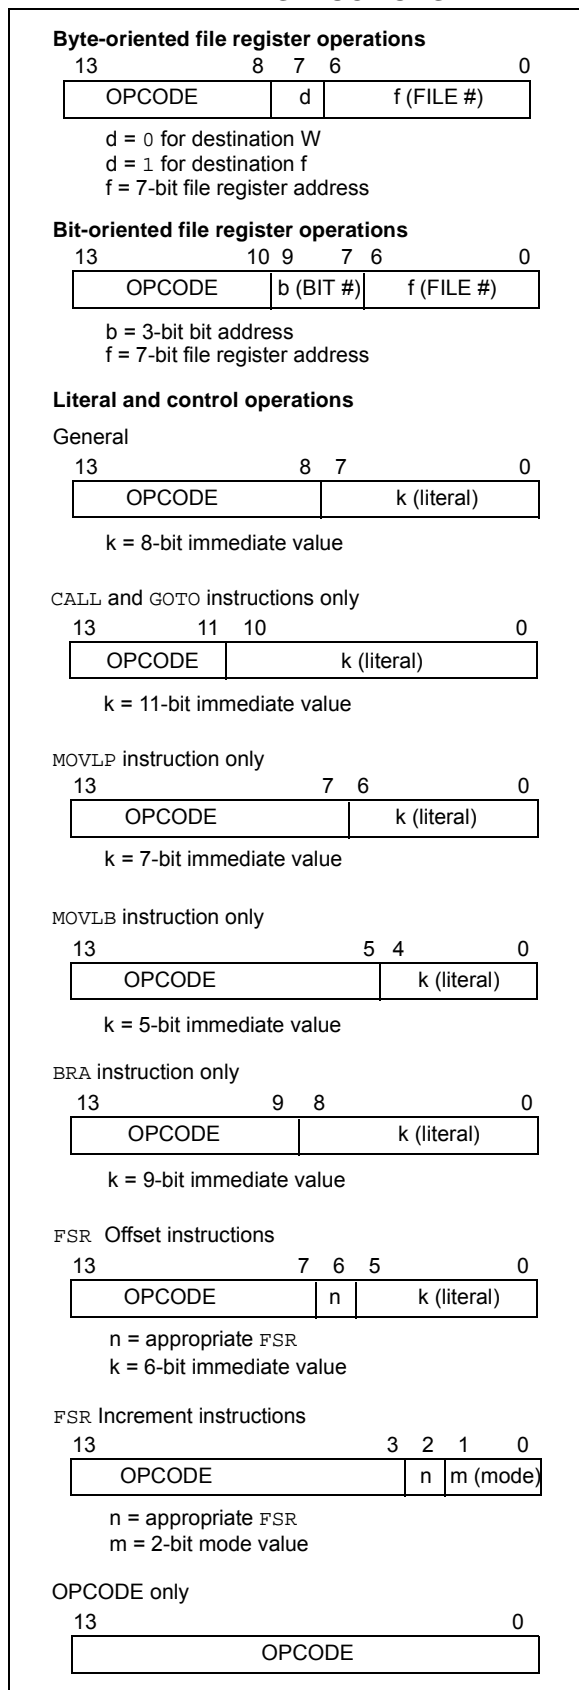 Byte-oriented file register operations
13 8 7 6 0
OPCODE d f (FILE #)
d = 0 for destination W
d = 1 for destination f
f = 7-bit file register address
Bit-oriented file register operations
13 10 9 7 6 0
OPCODE b (BIT #) f (FILE #)
b = 3-bit bit address
f = 7-bit file register address
Literal and control operations
General
13 8 7 0
OPCODE k (literal)
k = 8-bit immediate value
CALL and GOTO instructions only
13 11 10 0
OPCODE k (literal)
k = 11-bit immediate value
MOVLP instruction only
13 7 6 0
OPCODE k (literal)
k = 7-bit immediate value
MOVLB instruction only
13 5 4 0
OPCODE k (literal)
k = 5-bit immediate value
BRA instruction only
13 9 8 0
OPCODE k (literal)
k = 9-bit immediate value
FSR Offset instructions
13 7 6 5 0
OPCODE n k (literal)
n = appropriate FSR
k = 6-bit immediate value
FSR Increment instructions
13 3 2 1 0
OPCODE n m (mode)
n = appropriate FSR
m = 2-bit mode value
OPCODE only
13 0
OPCODE